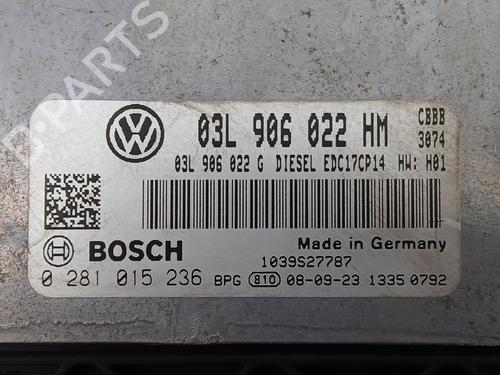 03L 906 022 HM CBBB
3074
03L 906 022 G DIESEL EDC17CP14 HW: H01
BOSCH
Made in Germany
1039S27787
0 281 015 236 BPG 810 08-09-23 1335 0792
B-PARTS